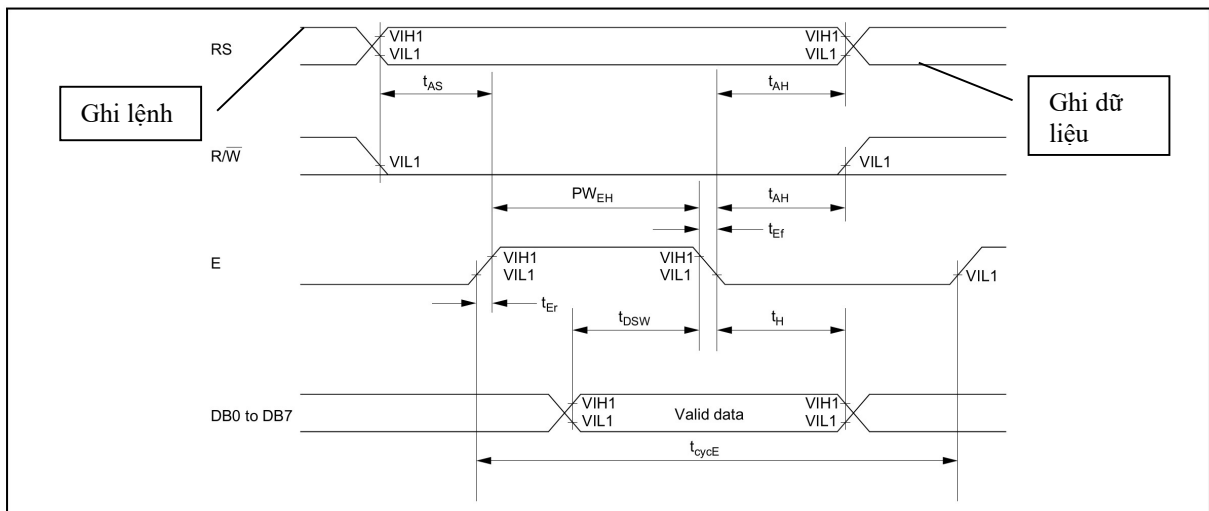 RS
VIH1
VIL1
VIH1
VIL1
tAS
tAH
Ghi lệnh
Ghi dữ
liệu
R/W̅
VIL1
VIL1
PWEH
tAH
tEf
E
VIH1
VIL1
VIH1
VIL1
VIL1
tEr
tDSW
tH
DB0 to DB7
VIH1
VIL1
Valid data
VIH1
VIL1
tcycE